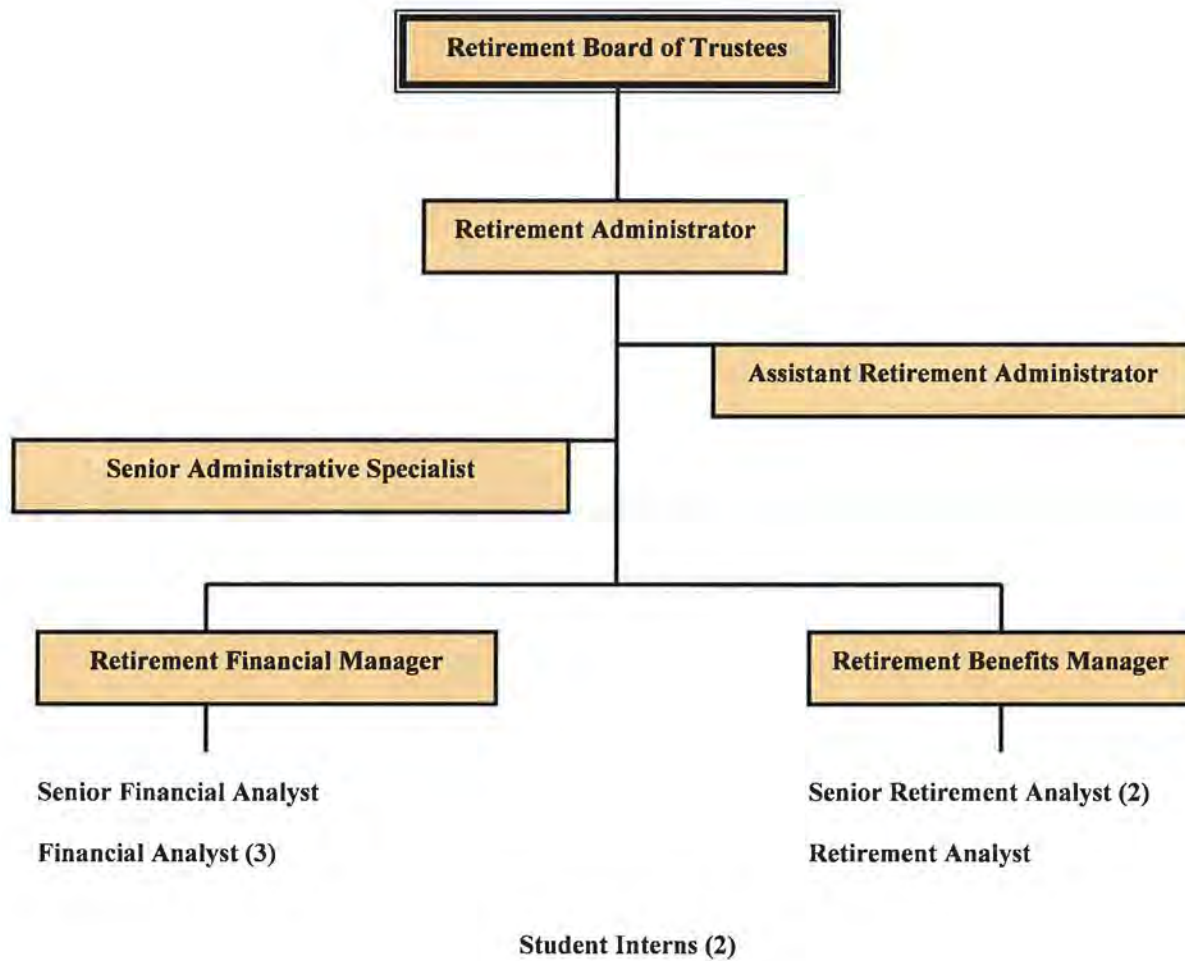 Retirement Board of Trustees
Retirement Administrator
Assistant Retirement Administrator
Senior Administrative Specialist
Retirement Financial Manager
Retirement Benefits Manager
Senior Financial Analyst
Senior Retirement Analyst (2)
Financial Analyst (3)
Retirement Analyst
Student Interns (2)